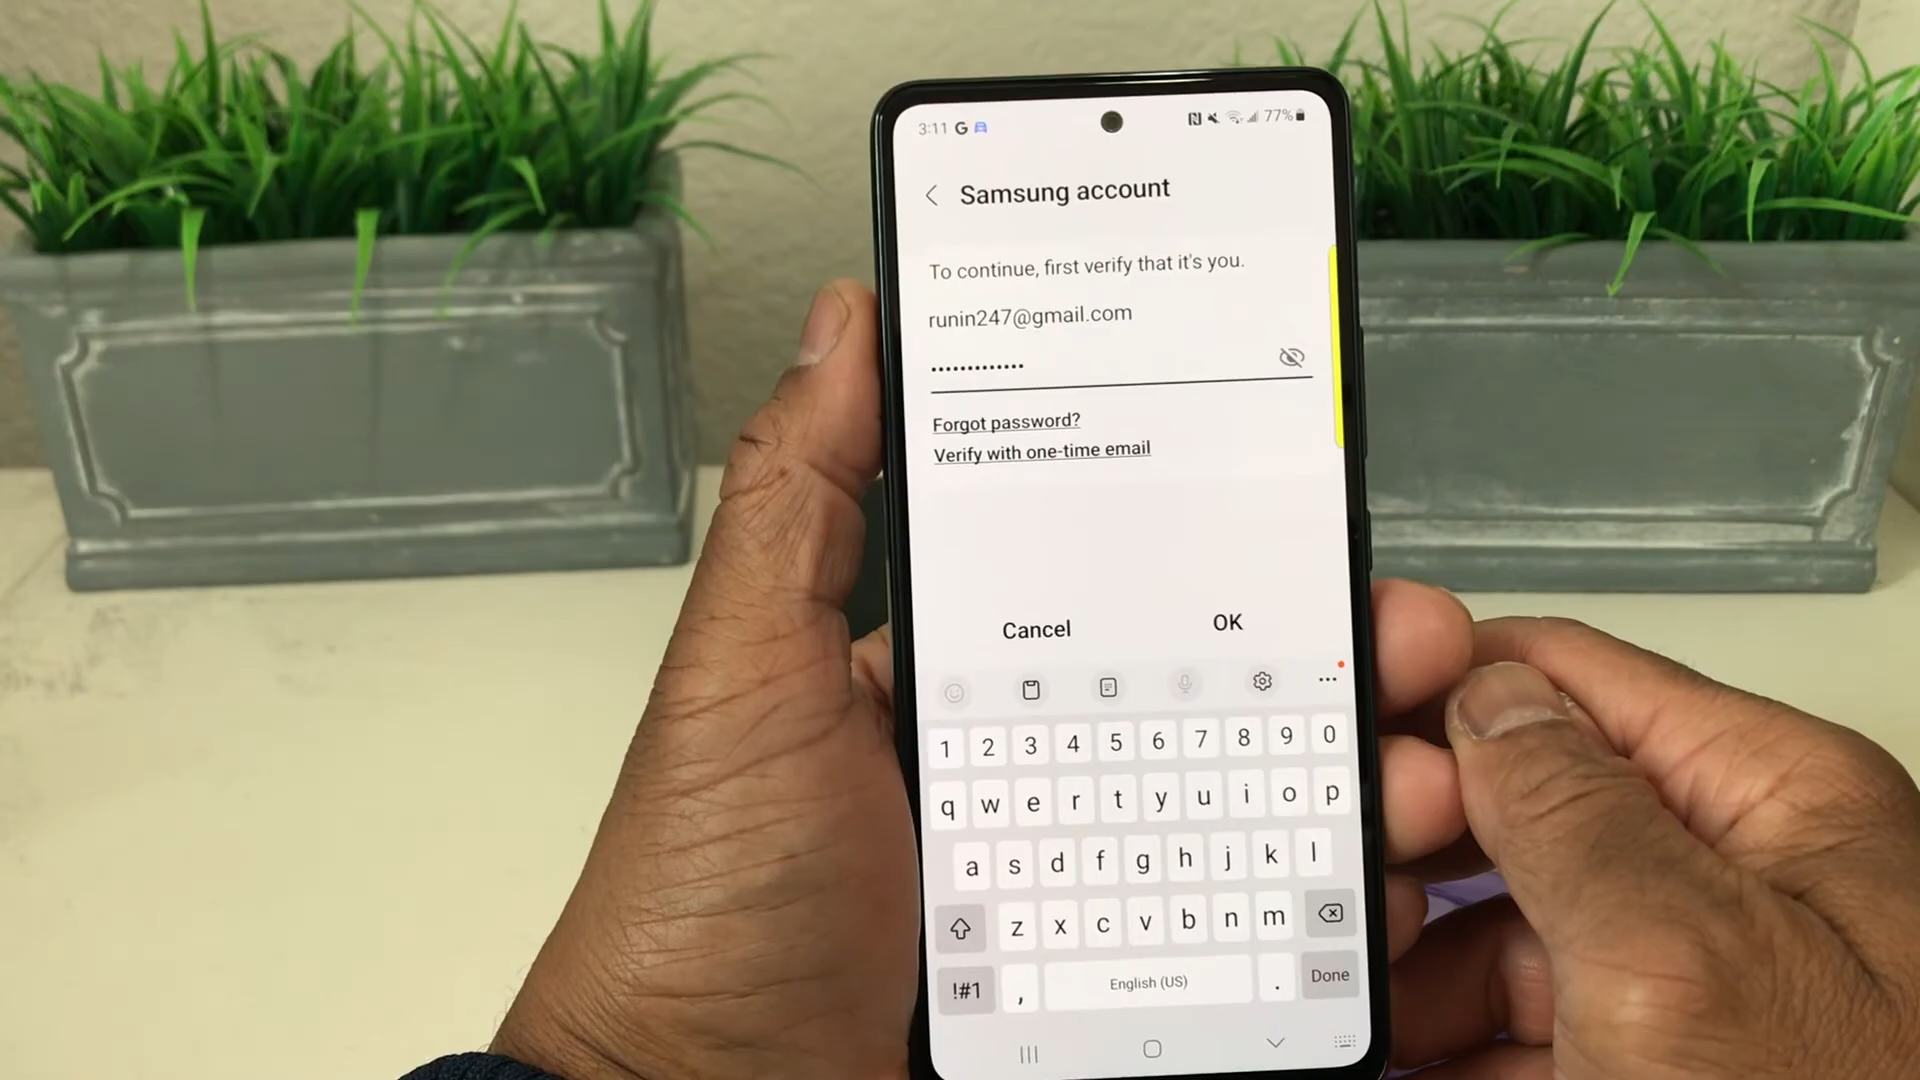 3:11 G 77%
Samsung account
To continue, first verify that it's you.
runin247@gmail.com
•••••••••••••
Forgot password?
Verify with one-time email
Cancel OK
1 2 3 4 5 6 7 8 9 0
q w e r t y u i o p
a s d f g h j k l
z x c v b n m
!#1 , English (US) . Done